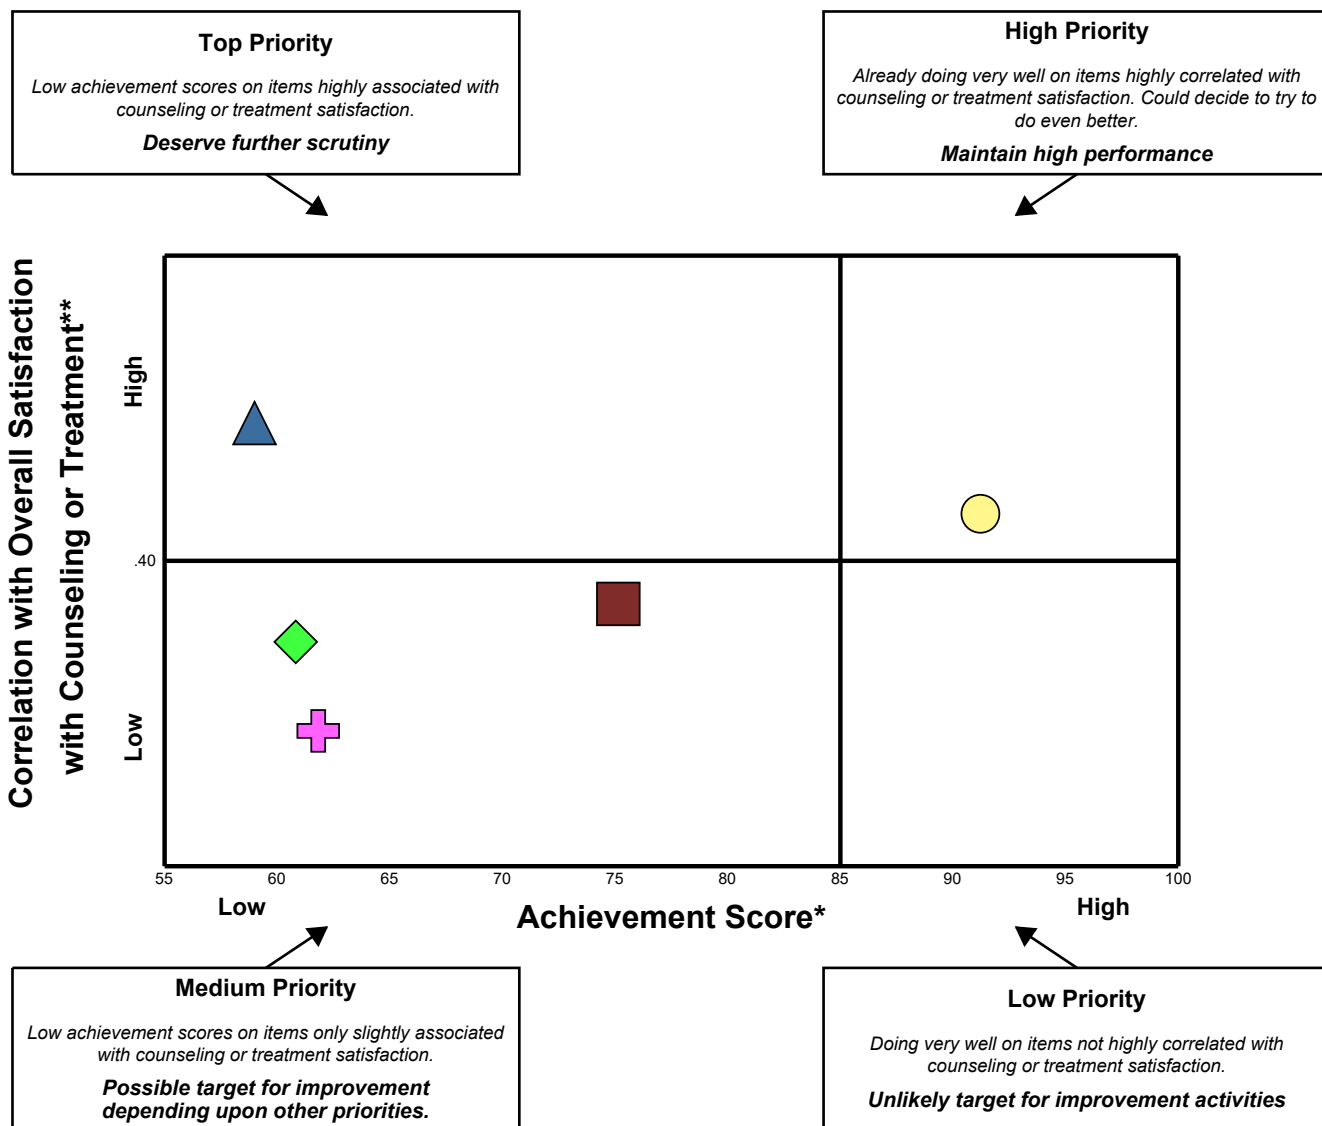 Top Priority
Low achievement scores on items highly associated with
counseling or treatment satisfaction.
Deserve further scrutiny
High Priority
Already doing very well on items highly correlated with
counseling or treatment satisfaction. Could decide to try to
do even better.
Maintain high performance
Correlation with Overall Satisfaction
with Counseling or Treatment**
High
.40
Low
55 60 65 70 75 80 85 90 95 100
Low
Achievement Score*
High
Medium Priority
Low achievement scores on items only slightly associated
with counseling or treatment satisfaction.
Possible target for improvement
depending upon other priorities.
Low Priority
Doing very well on items not highly correlated with
counseling or treatment satisfaction.
Unlikely target for improvement activities